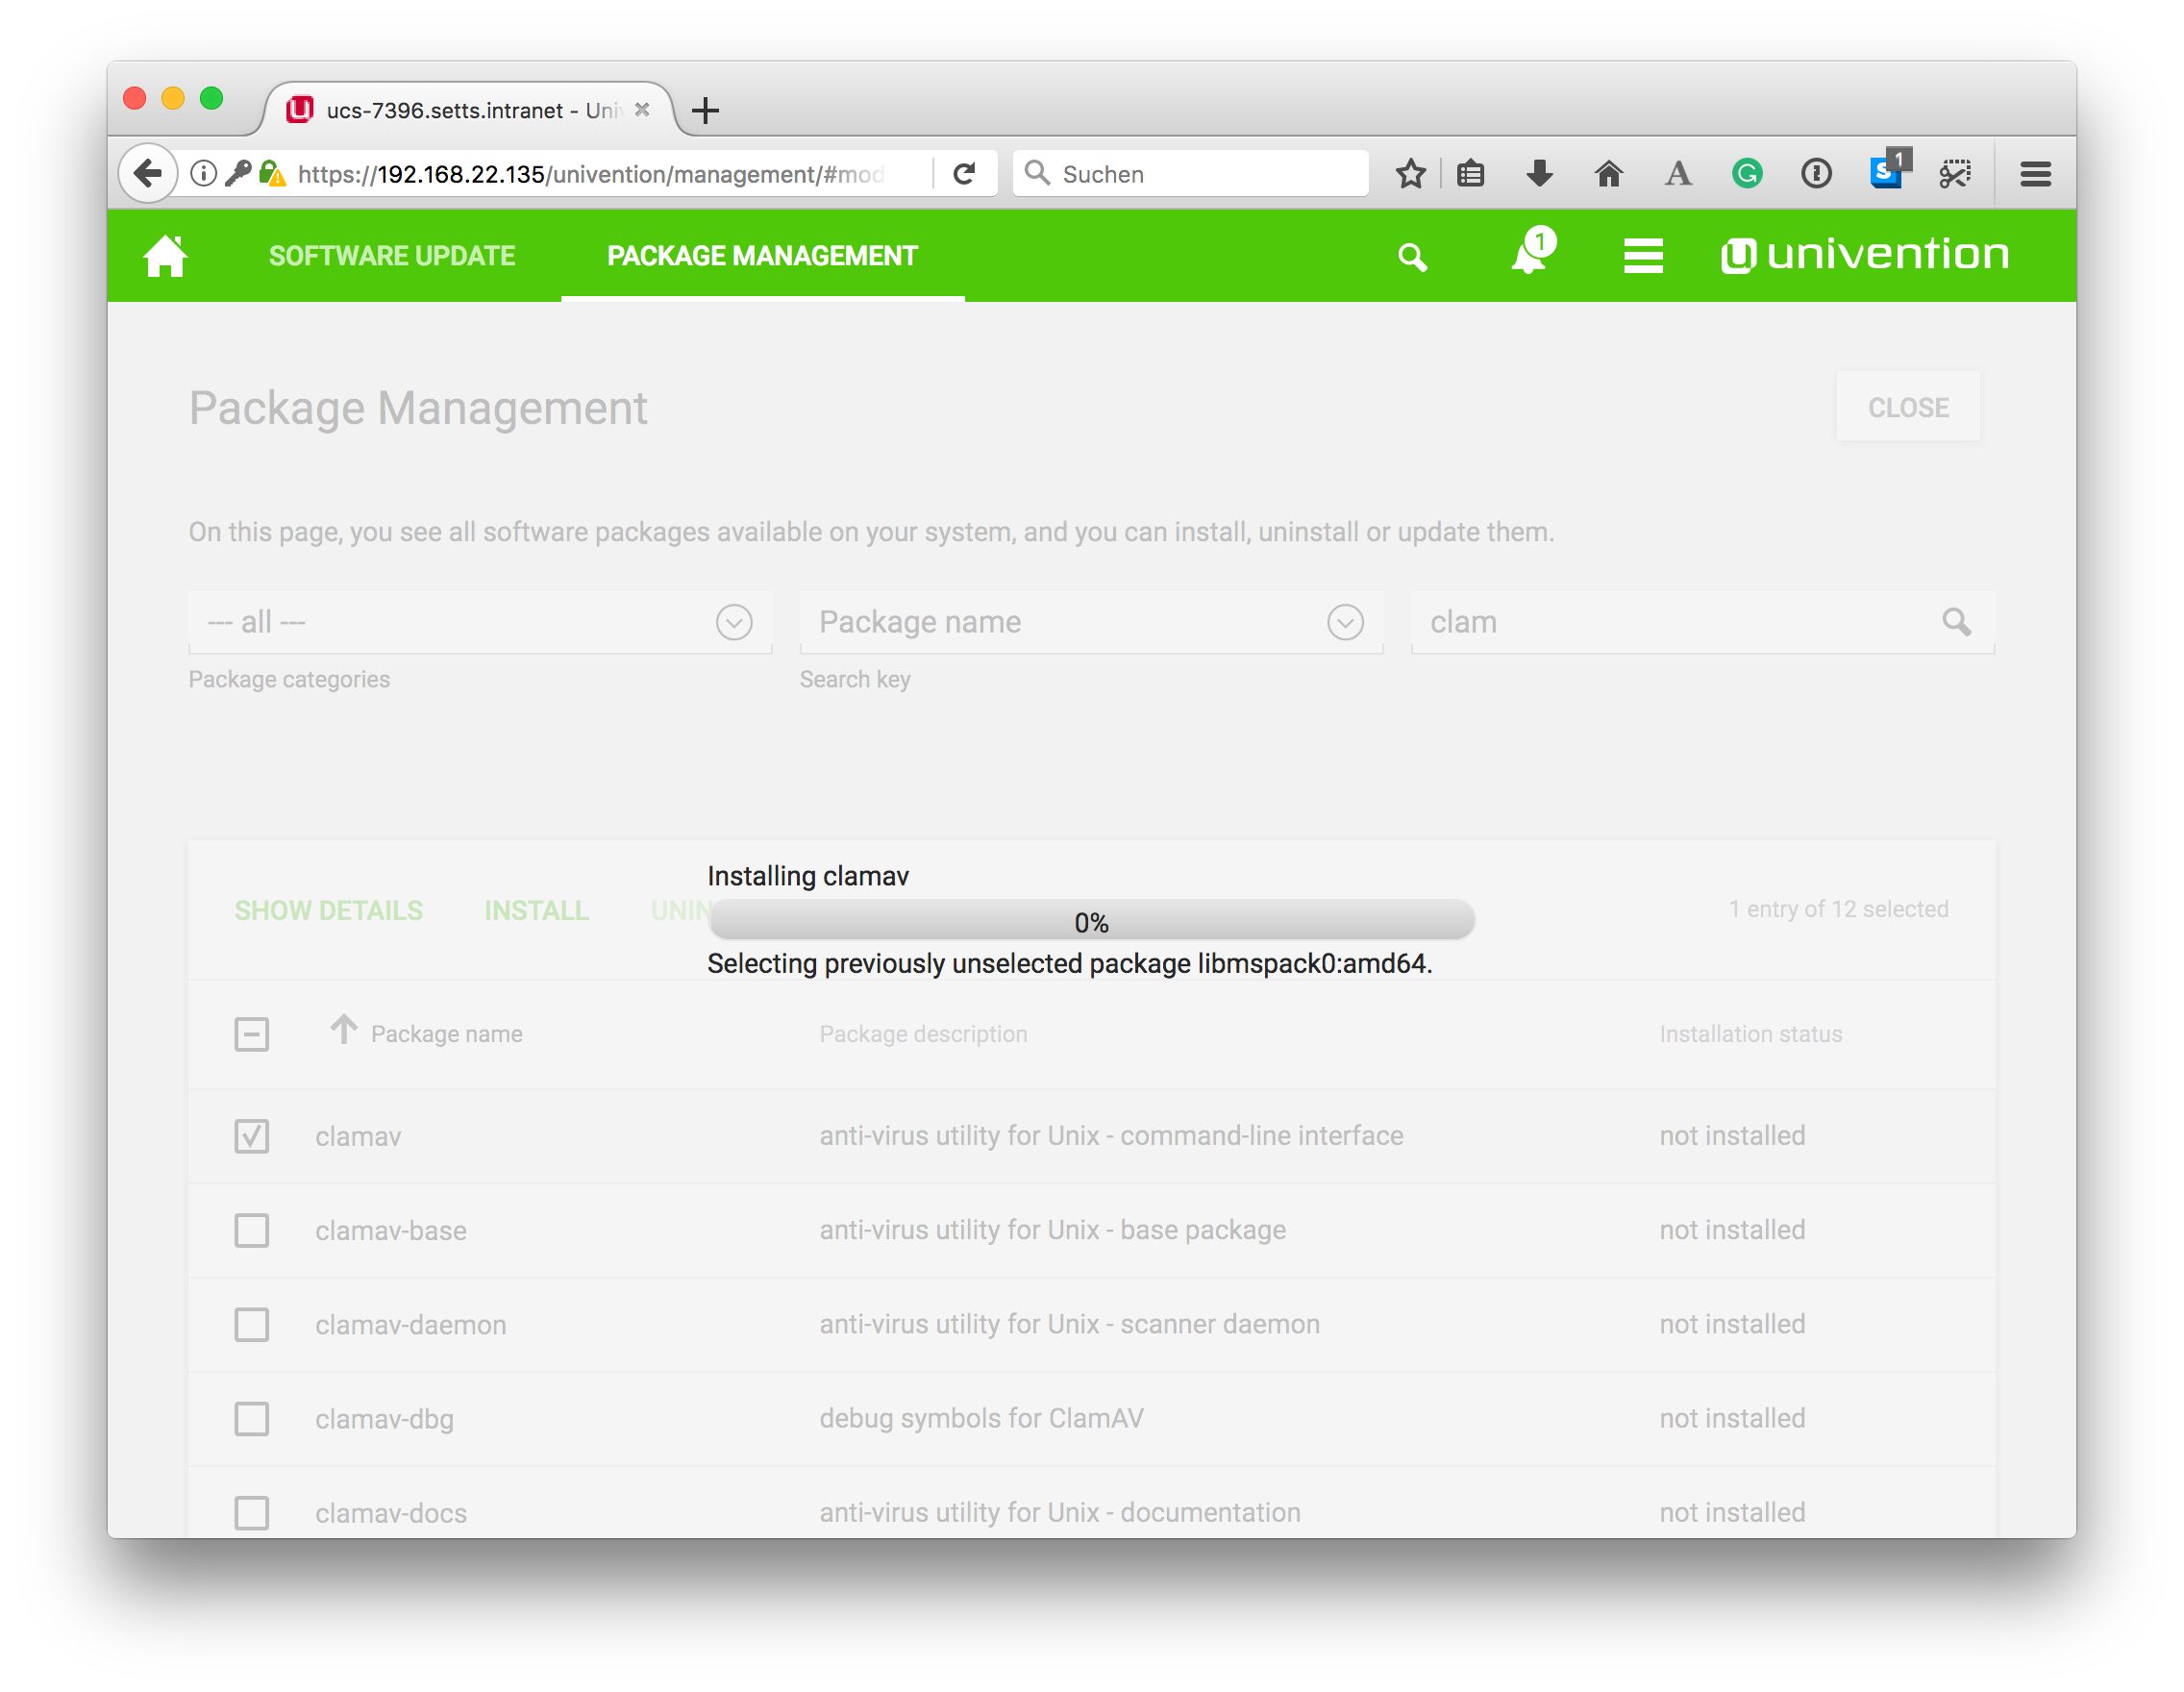 ucs-7396.setts.intranet - Uni
https://192.168.22.135/univention/management/#mod
Suchen
1
SOFTWARE UPDATE
PACKAGE MANAGEMENT
1
univention
Package Management
CLOSE
On this page, you see all software packages available on your system, and you can install, uninstall or update them.
--- all ---
Package name
clam
Package categories
Search key
Installing clamav
SHOW DETAILS
INSTALL
UNIN
0%
1 entry of 12 selected
Selecting previously unselected package libmspack0:amd64.
Package name
Package description
Installation status
clamav
anti-virus utility for Unix - command-line interface
not installed
clamav-base
anti-virus utility for Unix - base package
not installed
clamav-daemon
anti-virus utility for Unix - scanner daemon
not installed
clamav-dbg
debug symbols for ClamAV
not installed
clamav-docs
anti-virus utility for Unix - documentation
not installed